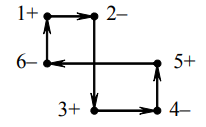 1+ 2–
6– 5+
3+ 4–